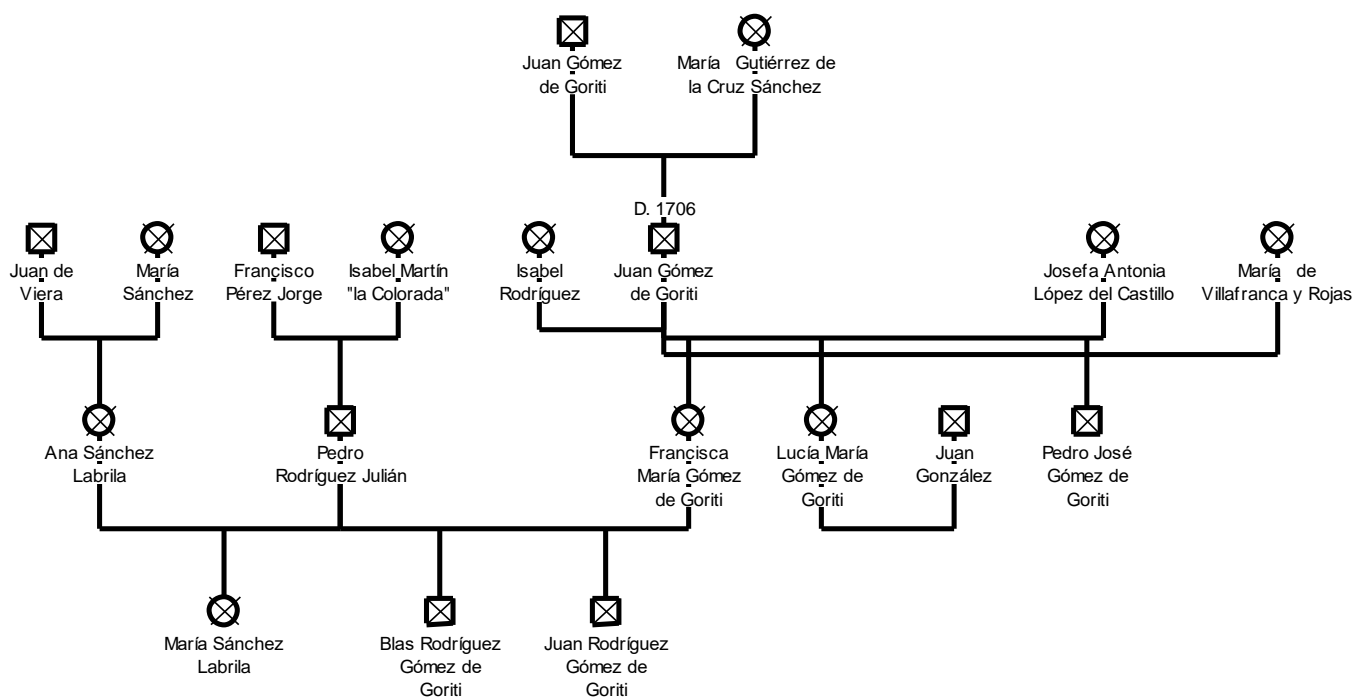 Juan Gómez
de Goriti
María Gutiérrez de
la Cruz Sánchez
D. 1706
Juan de
Viera
María
Sánchez
Francisco
Pérez Jorge
Isabel Martín
"la Colorada"
Isabel
Rodríguez
Juan Gómez
de Goriti
Josefa Antonia
López del Castillo
María de
Villafranca y Rojas
Ana Sánchez
Labrila
Pedro
Rodríguez Julián
Francisca
María Gómez
de Goriti
Lucía María
Gómez de
Goriti
Juan
González
Pedro José
Gómez de
Goriti
María Sánchez
Labrila
Blas Rodríguez
Gómez de
Goriti
Juan Rodríguez
Gómez de
Goriti